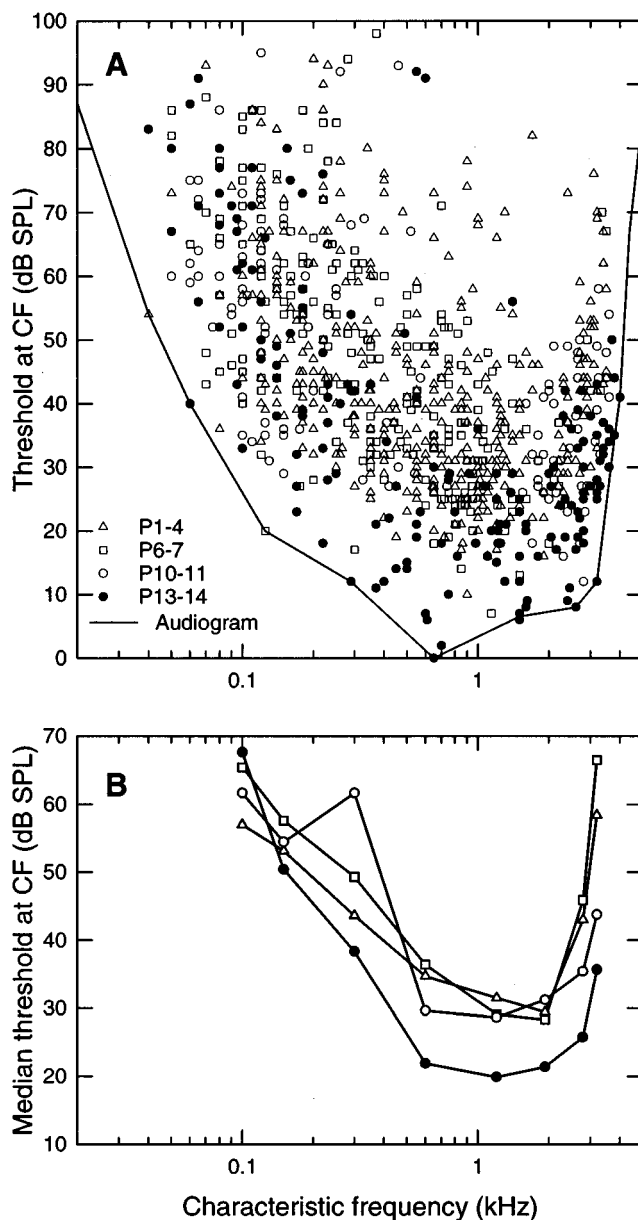 100
90
80
70
60
50
40
30
20
10
0
A
Threshold at CF (dB SPL)
P1-4
P6-7
P10-11
P13-14
Audiogram
0.1
1
70
60
50
40
30
20
10
B
Median threshold at CF (dB SPL)
0.1
1
Characteristic frequency (kHz)